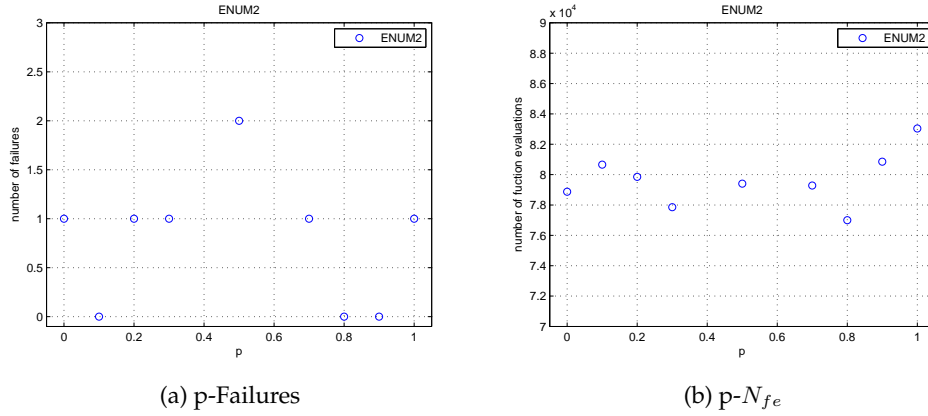 ENUM2
3
2.5
2
1.5
1
0.5
0
0 0.2 0.4 0.6 0.8 1
number of failures
p
ENUM2
(a) p-Failures
ENUM2
x 10^4
9
8.8
8.6
8.4
8.2
8
7.8
7.6
7.4
7.2
7
0 0.2 0.4 0.6 0.8 1
number of fuction evaluations
p
ENUM2
(b) p-N_{fe}